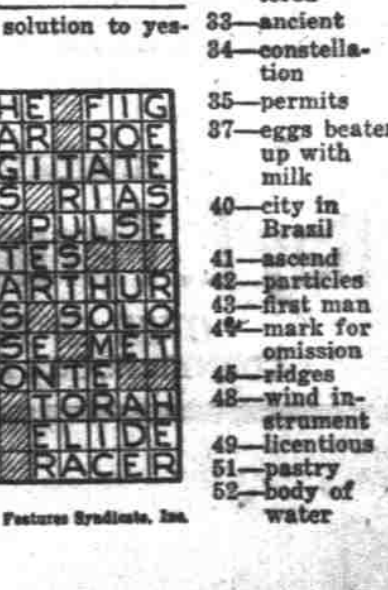 solution to yes-
HE FIG
AR ROE
GITATE
S RIAS
PULSE
TES
ARTHUR
S SOLO
SE MET
ONTE
TORAH
ELIDE
RACER
Features Syndicate, Inc.
33—ancient
34—constella-
tion
35—permits
37—eggs beaten
up with
milk
40—city in
Brazil
41—ascend
42—particles
43—first man
44—mark for
omission
45—ridges
48—wind in-
strument
49—licentious
51—pastry
52—body of
water